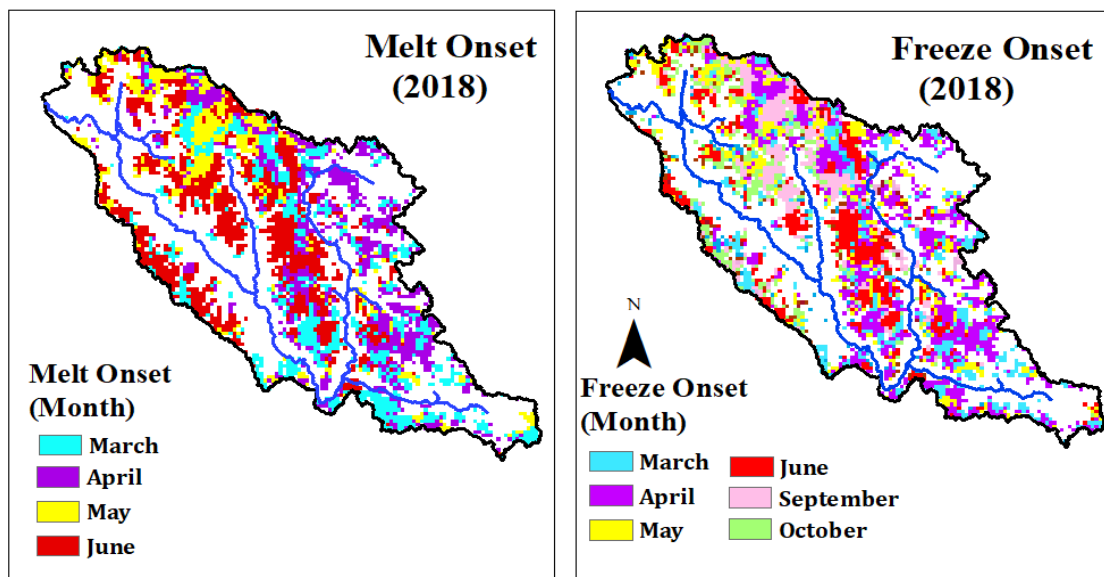 Melt Onset
(2018)
Melt Onset
(Month)
March
April
May
June
Freeze Onset
(2018)
N
Freeze Onset
(Month)
March
April
May
June
September
October